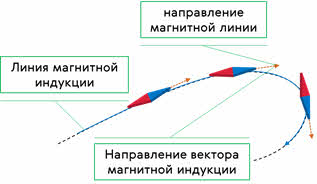 направление
магнитной линии
Линия магнитной
индукции
Направление вектора
магнитной индукции